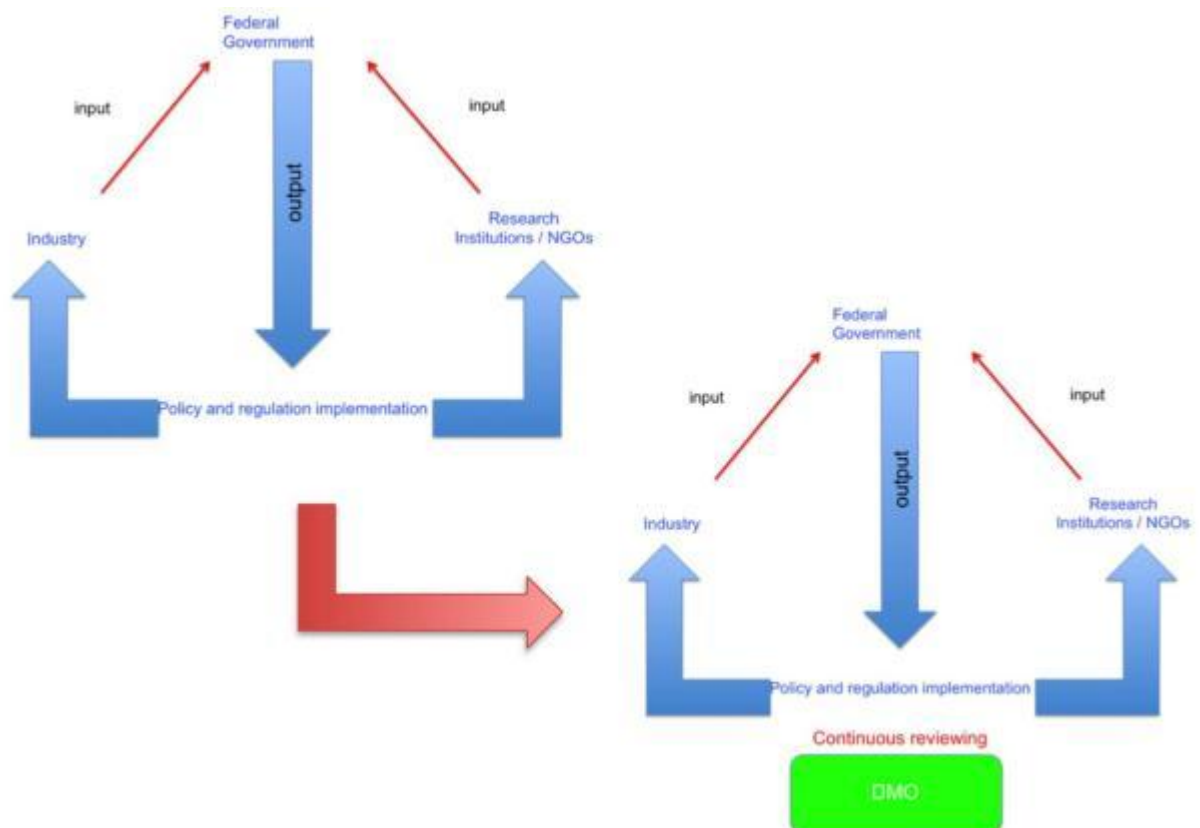 Federal
Government
input
input
output
Research
Institutions / NGOs
Industry
Policy and regulation implementation
Federal
Government
input
input
output
Research
Institutions / NGOs
Industry
Policy and regulation implementation
Continuous reviewing
DMO